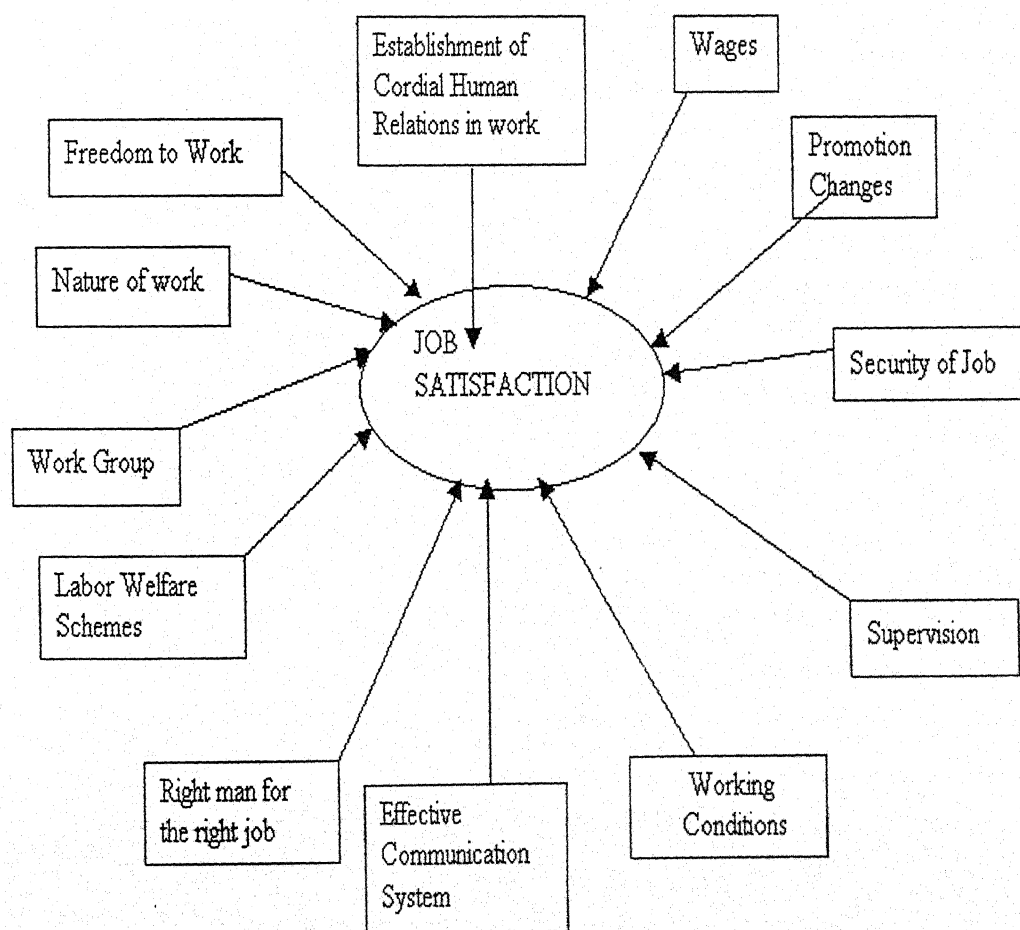 Establishment of
Cordial Human
Relations in work
Wages
Freedom to Work
Promotion
Changes
Nature of work
JOB
SATISFACTION
Security of Job
Work Group
Labor Welfare
Schemes
Supervision
Right man for
the right job
Effective
Communication
System
Working
Conditions